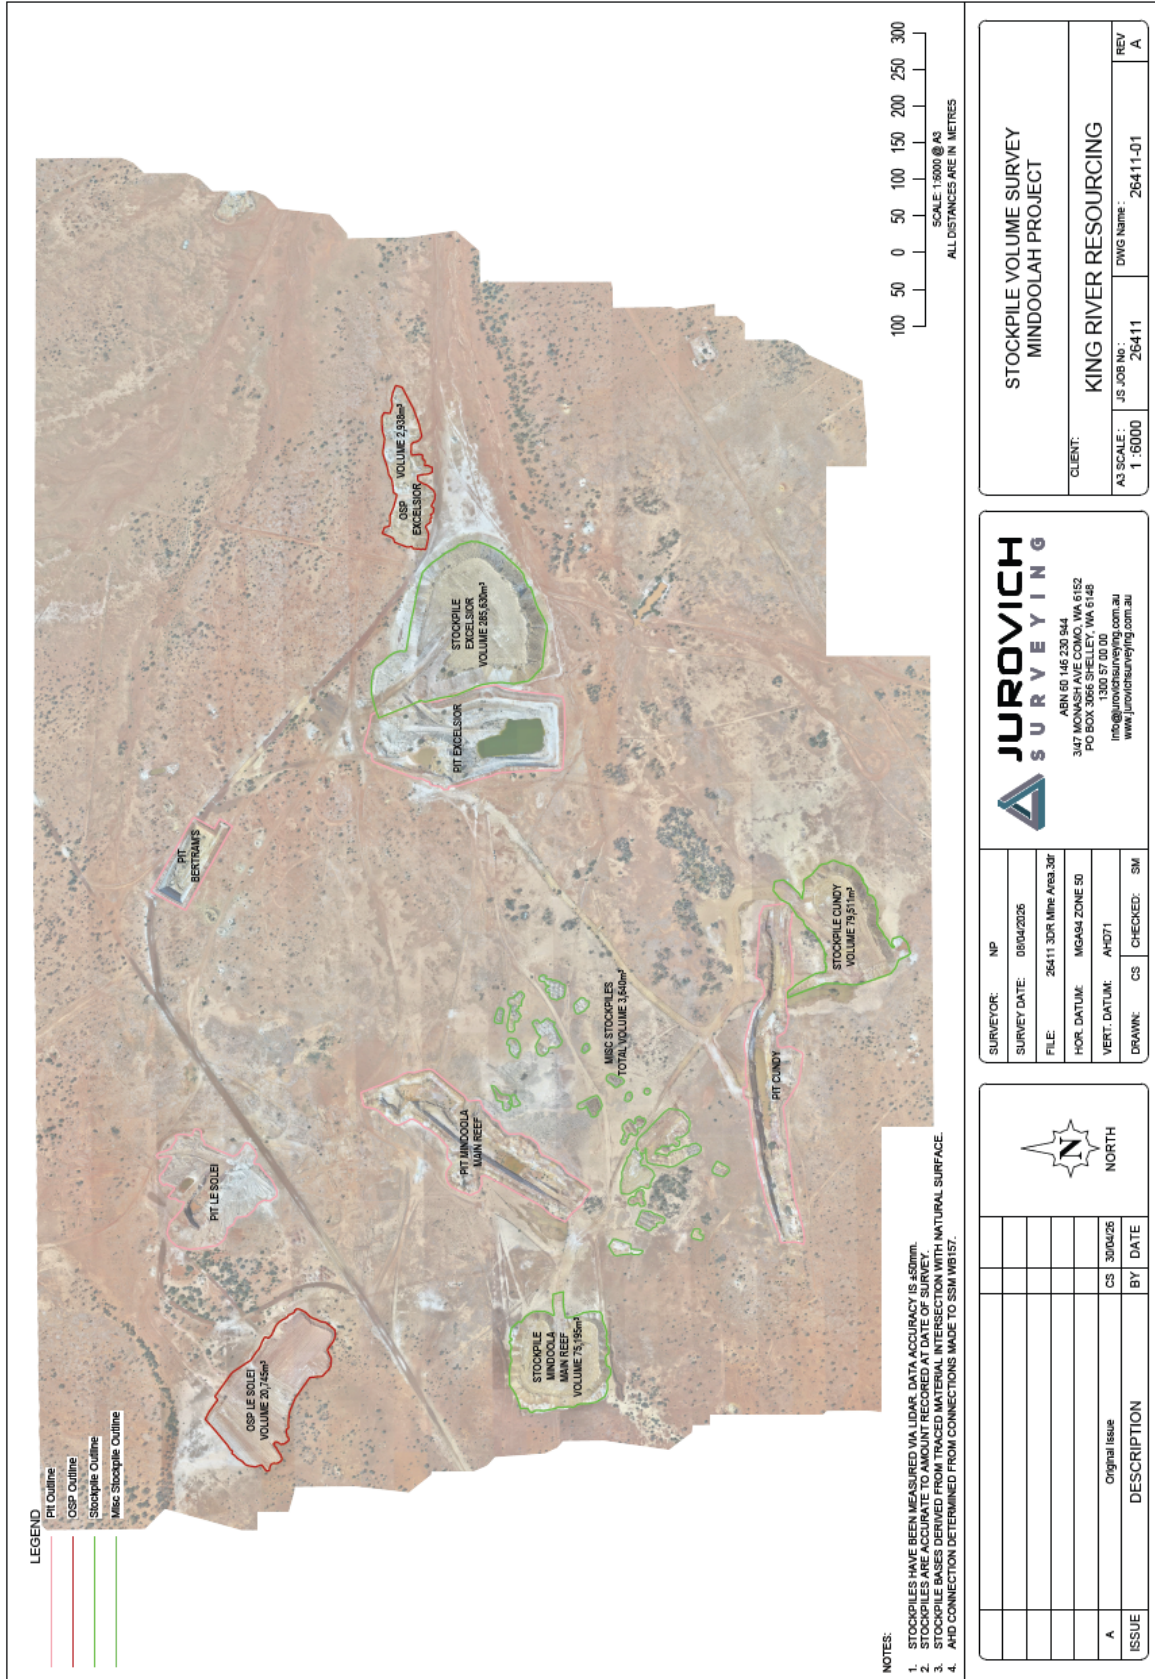 LEGEND
Pit Outline
OSP Outline
Stockpile Outline
Misc Stockpile Outline
OSP LE SOLEI
VOLUME 20,745m³
PIT LE SOLEI
PIT
BERTRAM'S
OSP
EXCELSIOR
VOLUME 2,938m³
STOCKPILE
EXCELSIOR
VOLUME 285,630m³
PIT EXCELSIOR
PIT MINDOOLA
MAIN REEF
STOCKPILE
MINDOOLA
MAIN REEF
VOLUME 75,195m³
MISC STOCKPILES
TOTAL VOLUME 3,640m³
PIT CUNDY
STOCKPILE CUNDY
VOLUME 79,511m³
100 50 0 50 100 150 200 250 300
SCALE: 1:6000 @ A3
ALL DISTANCES ARE IN METRES
NOTES:
1. STOCKPILES HAVE BEEN MEASURED VIA LIDAR. DATA ACCURACY IS ±50mm.
2. STOCKPILES ARE ACCURATE TO AMOUNT RECORED AT DATE OF SURVEY.
3. STOCKPILE BASES DERIVED FROM TRACED MATERIAL INTERSECTION WITH NATURAL SURFACE.
4. AHD CONNECTION DETERMINED FROM CONNECTIONS MADE TO SSM WB157.
A Original Issue CS 30/04/26
ISSUE DESCRIPTION BY DATE
N
NORTH
SURVEYOR: NP
SURVEY DATE: 08/04/2026
FILE: 26411 3DR Mine Area.3dr
HOR. DATUM: MGA94 ZONE 50
VERT. DATUM: AHD71
DRAWN: CS CHECKED: SM
JUROVICH
SURVEYING
ABN 60 146 230 944
3/47 MONASH AVE COMO, WA 6152
PO BOX 3066 SHELLEY, WA 6148
1300 57 00 00
info@jurovichsurveying.com.au
www.jurovichsurveying.com.au
STOCKPILE VOLUME SURVEY
MINDOOLAH PROJECT
CLIENT:
KING RIVER RESOURCING
A3 SCALE: 1:6000
JS JOB No: 26411
DWG Name: 26411-01
REV A